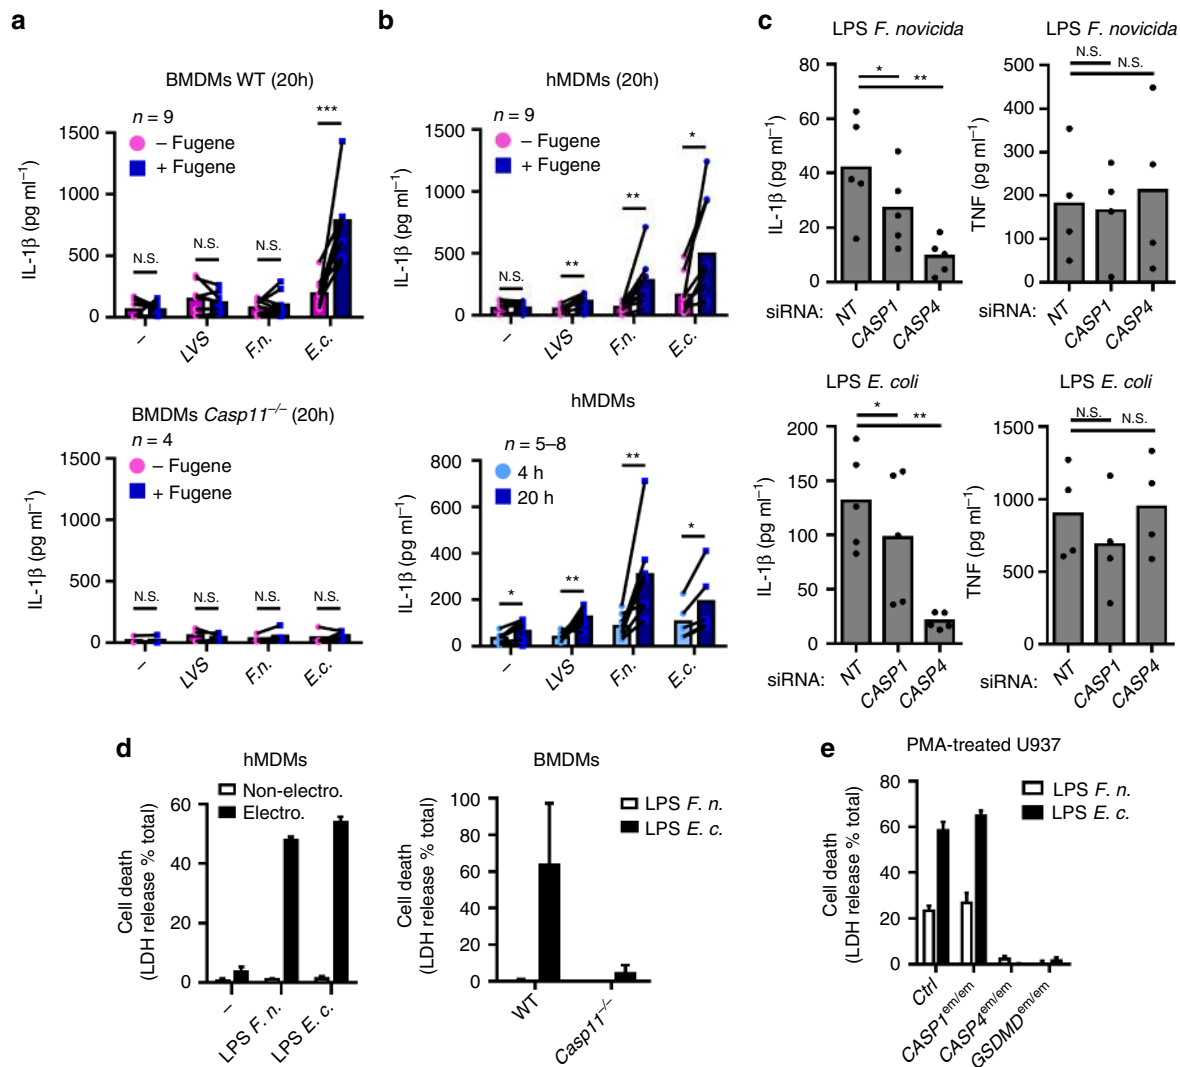 a
BMDMs WT (20h)
n = 9
– Fugene
+ Fugene
IL-1β (pg ml⁻¹)
1500
1000
500
0
N.S.
N.S.
N.S.
***
–
LVS
F.n.
E.c.
BMDMs Casp11⁻/⁻ (20h)
n = 4
– Fugene
+ Fugene
IL-1β (pg ml⁻¹)
1500
1000
500
0
N.S.
N.S.
N.S.
N.S.
–
LVS
F.n.
E.c.
b
hMDMs (20h)
n = 9
– Fugene
+ Fugene
IL-1β (pg ml⁻¹)
1500
1000
500
0
N.S.
**
**
*
–
LVS
F.n.
E.c.
hMDMs
n = 5–8
4 h
20 h
IL-1β (pg ml⁻¹)
800
600
400
200
0
*
**
**
*
–
LVS
F.n.
E.c.
c
LPS F. novicida
IL-1β (pg ml⁻¹)
80
60
40
20
0
*
**
siRNA:
NT
CASP1
CASP4
LPS F. novicida
TNF (pg ml⁻¹)
500
400
300
200
100
0
N.S.
N.S.
siRNA:
NT
CASP1
CASP4
LPS E. coli
IL-1β (pg ml⁻¹)
200
150
100
50
0
*
**
siRNA:
NT
CASP1
CASP4
LPS E. coli
TNF (pg ml⁻¹)
1500
1000
500
0
N.S.
N.S.
siRNA:
NT
CASP1
CASP4
d
hMDMs
Non-electro.
Electro.
Cell death
(LDH release % total)
60
40
20
0
–
LPS F. n.
LPS E. c.
BMDMs
LPS F. n.
LPS E. c.
Cell death
(LDH release % total)
100
80
60
40
20
0
WT
Casp11⁻/⁻
e
PMA-treated U937
LPS F. n.
LPS E. c.
Cell death
(LDH release % total)
80
60
40
20
0
Ctrl
CASP1em/em
CASP4em/em
GSDMDem/em